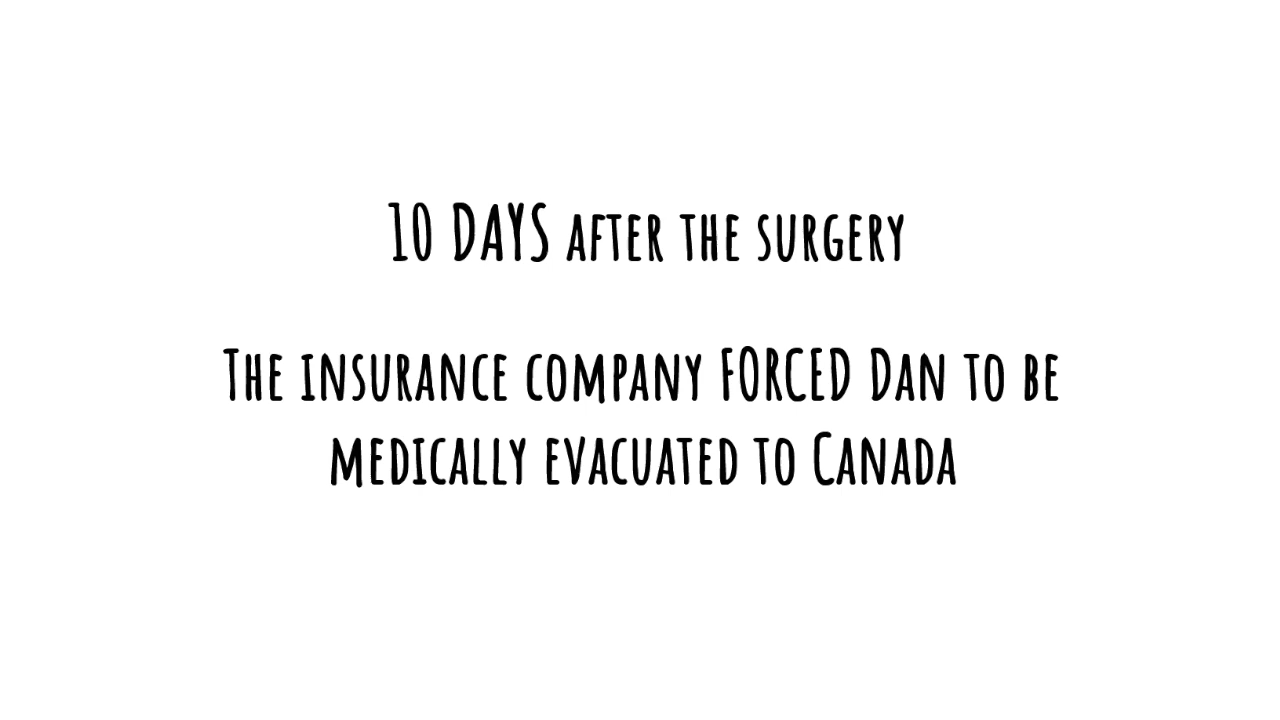 10 DAYS after the surgery
The insurance company FORCED Dan to be
medically evacuated to Canada